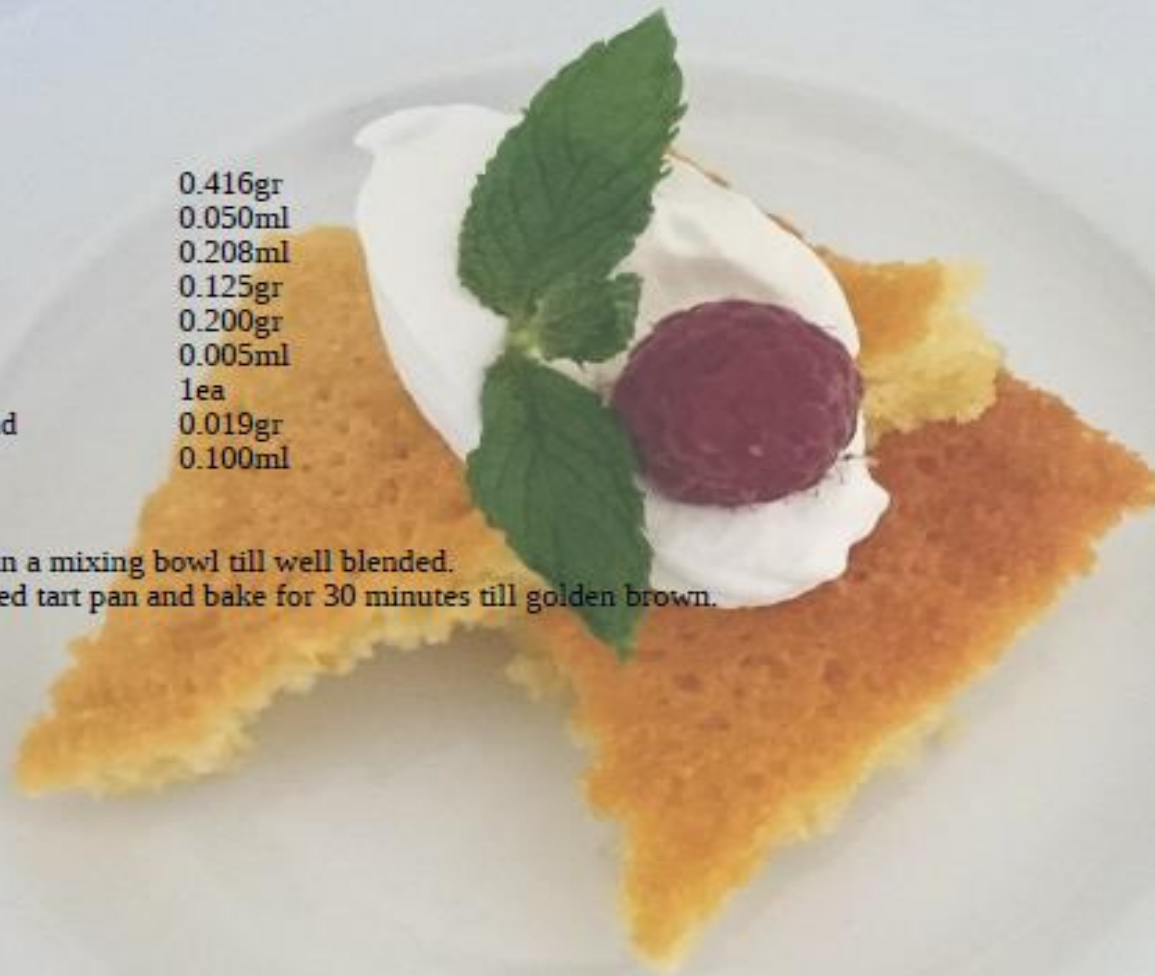 0.416gr
0.050ml
0.208ml
0.125gr
0.200gr
0.005ml
1ea
d 0.019gr
0.100ml
n a mixing bowl till well blended.
ed tart pan and bake for 30 minutes till golden brown.